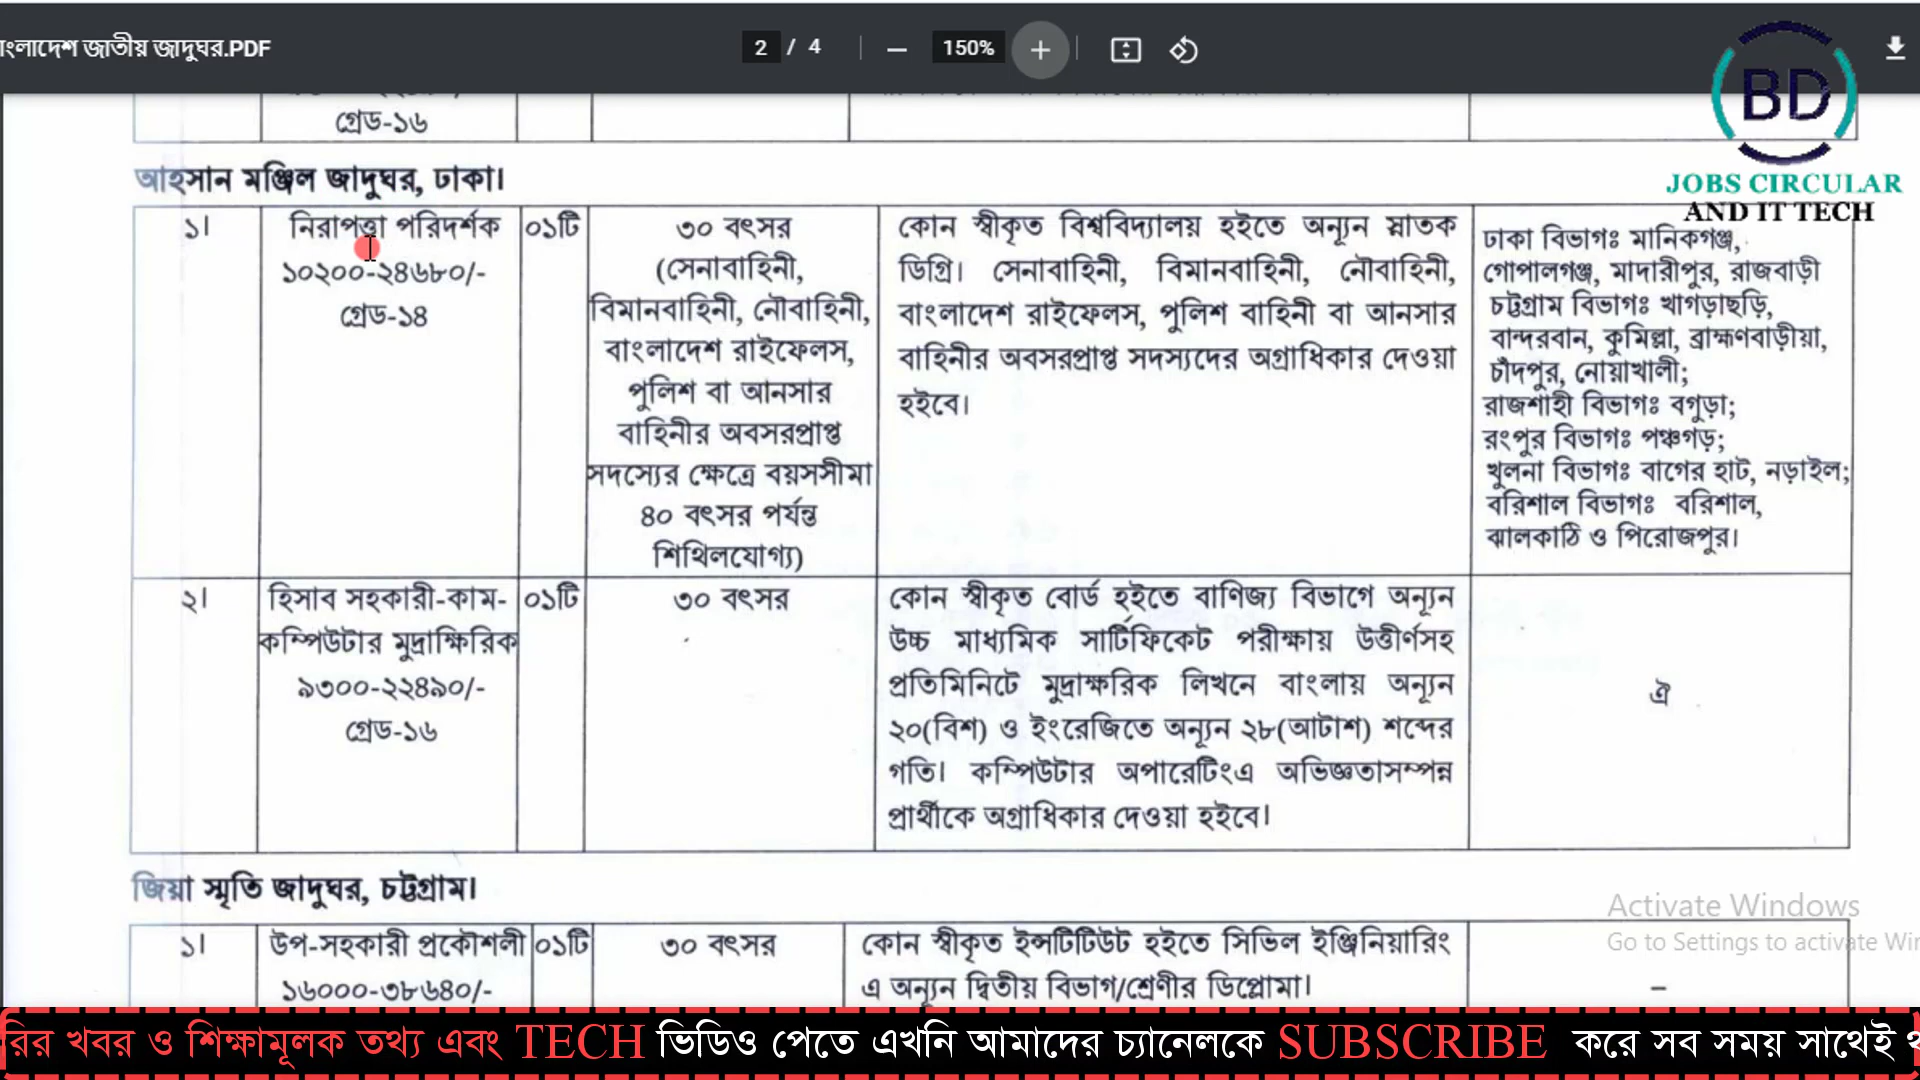 াংলাদেশ জাতীয় জাদুঘর.PDF
2 / 4
150%
BD
JOBS CIRCULAR
AND IT TECH
গ্রেড-১৬
আহসান মঞ্জিল জাদুঘর, ঢাকা।
১।
নিরাপত্তা পরিদর্শক
১০২০০-২৪৬৮০/-
গ্রেড-১৪
০১টি
৩০ বৎসর
(সেনাবাহিনী,
বিমানবাহিনী, নৌবাহিনী,
বাংলাদেশ রাইফেলস,
পুলিশ বা আনসার
বাহিনীর অবসরপ্রাপ্ত
সদস্যের ক্ষেত্রে বয়সসীমা
৪০ বৎসর পর্যন্ত
শিথিলযোগ্য)
কোন স্বীকৃত বিশ্ববিদ্যালয় হইতে অন্যূন স্নাতক
ডিগ্রি। সেনাবাহিনী, বিমানবাহিনী, নৌবাহিনী,
বাংলাদেশ রাইফেলস, পুলিশ বাহিনী বা আনসার
বাহিনীর অবসরপ্রাপ্ত সদস্যদের অগ্রাধিকার দেওয়া
হইবে।
ঢাকা বিভাগঃ মানিকগঞ্জ,
গোপালগঞ্জ, মাদারীপুর, রাজবাড়ী
চট্টগ্রাম বিভাগঃ খাগড়াছড়ি,
বান্দরবান, কুমিল্লা, ব্রাহ্মণবাড়ীয়া,
চাঁদপুর, নোয়াখালী;
রাজশাহী বিভাগঃ বগুড়া;
রংপুর বিভাগঃ পঞ্চগড়;
খুলনা বিভাগঃ বাগের হাট, নড়াইল;
বরিশাল বিভাগঃ বরিশাল,
ঝালকাঠি ও পিরোজপুর।
২।
হিসাব সহকারী-কাম-
কম্পিউটার মুদ্রাক্ষিরিক
৯৩০০-২২৪৯০/-
গ্রেড-১৬
০১টি
৩০ বৎসর
কোন স্বীকৃত বোর্ড হইতে বাণিজ্য বিভাগে অন্যূন
উচ্চ মাধ্যমিক সার্টিফিকেট পরীক্ষায় উত্তীর্ণসহ
প্রতিমিনিটে মুদ্রাক্ষরিক লিখনে বাংলায় অন্যূন
২০(বিশ) ও ইংরেজিতে অন্যূন ২৮(আটাশ) শব্দের
গতি। কম্পিউটার অপারেটিংএ অভিজ্ঞতাসম্পন্ন
প্রার্থীকে অগ্রাধিকার দেওয়া হইবে।
ঐ
জিয়া স্মৃতি জাদুঘর, চট্টগ্রাম।
১।
উপ-সহকারী প্রকৌশলী
১৬০০০-৩৮৬৪০/-
০১টি
৩০ বৎসর
কোন স্বীকৃত ইন্সটিটিউট হইতে সিভিল ইঞ্জিনিয়ারিং
এ অন্যূন দ্বিতীয় বিভাগ/শ্রেণীর ডিপ্লোমা।
–
Activate Windows
Go to Settings to activate Win
রির খবর ও শিক্ষামূলক তথ্য এবং TECH ভিডিও পেতে এখনি আমাদের চ্যানেলকে SUBSCRIBE করে সব সময় সাথেই থ